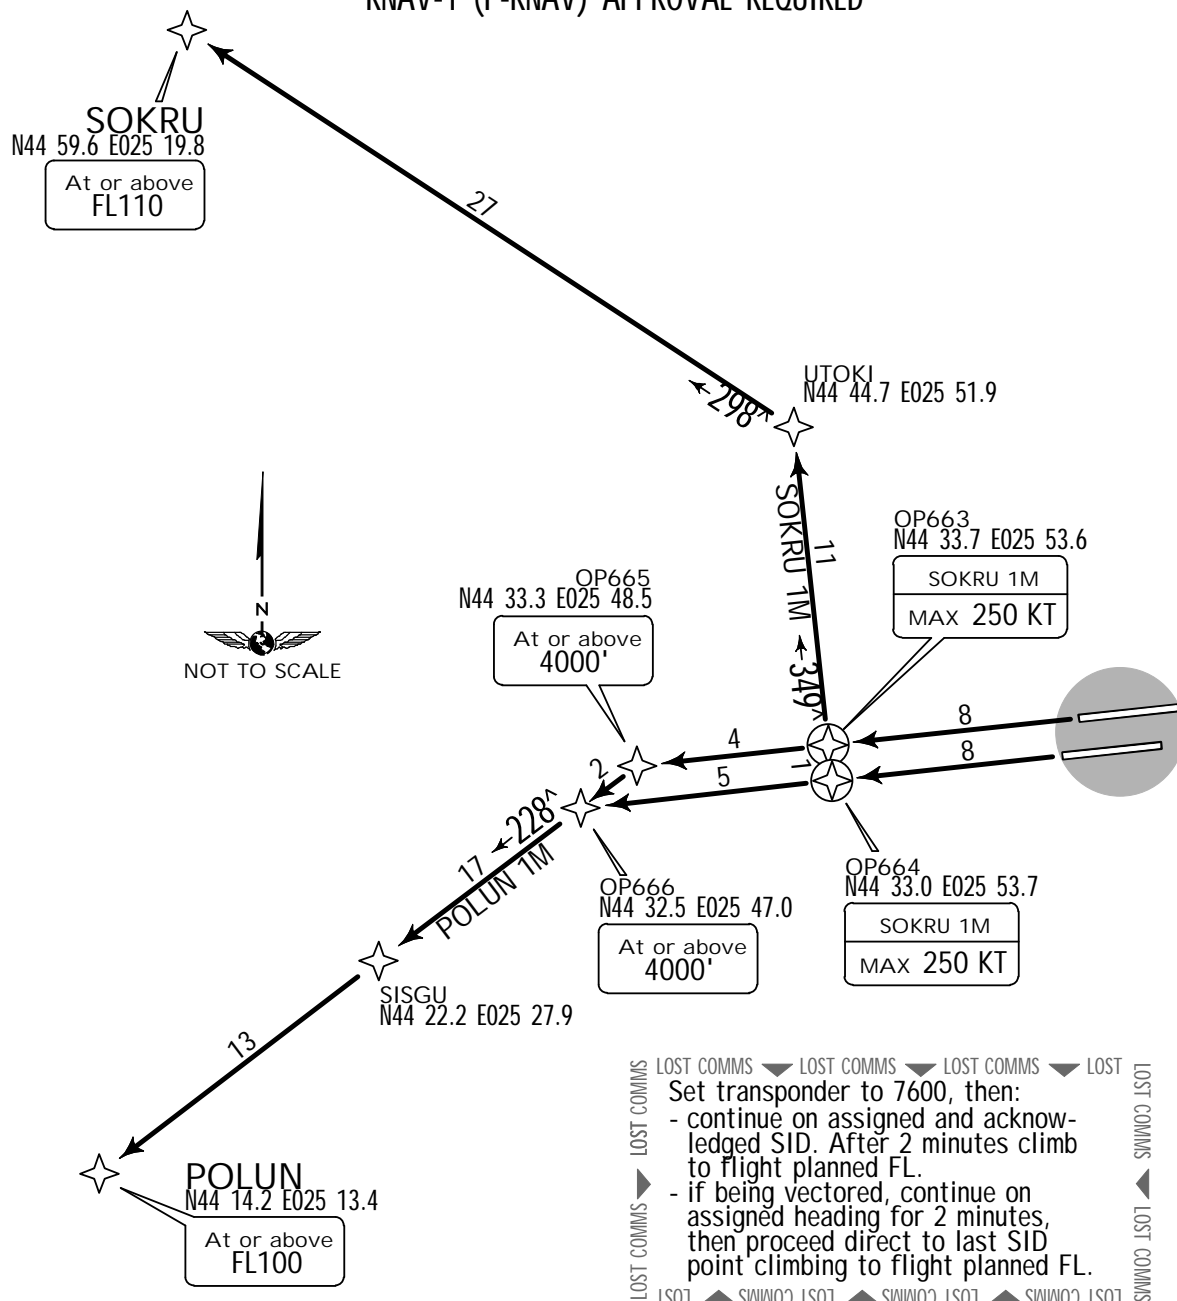 RNAV-1 (P-RNAV) APPROVAL REQUIRED
SOKRU
N44 59.6 E025 19.8
At or above
FL110
27
298^
UTOKI
N44 44.7 E025 51.9
SOKRU 1M
11
349^
OP663
N44 33.7 E025 53.6
SOKRU 1M
MAX 250 KT
OP665
N44 33.3 E025 48.5
At or above
4000'
N
NOT TO SCALE
8
4
8
1
5
2
228^
17
POLUN 1M
OP664
N44 33.0 E025 53.7
SOKRU 1M
MAX 250 KT
OP666
N44 32.5 E025 47.0
At or above
4000'
SISGU
N44 22.2 E025 27.9
13
POLUN
N44 14.2 E025 13.4
At or above
FL100
LOST COMMS LOST COMMS LOST COMMS LOST
LOST COMMS
LOST COMMS
Set transponder to 7600, then:
- continue on assigned and acknow-
ledged SID. After 2 minutes climb
to flight planned FL.
- if being vectored, continue on
assigned heading for 2 minutes,
then proceed direct to last SID
point climbing to flight planned FL.
LOST COMMS
LOST COMMS
LOST COMMS LOST COMMS LOST COMMS LOST